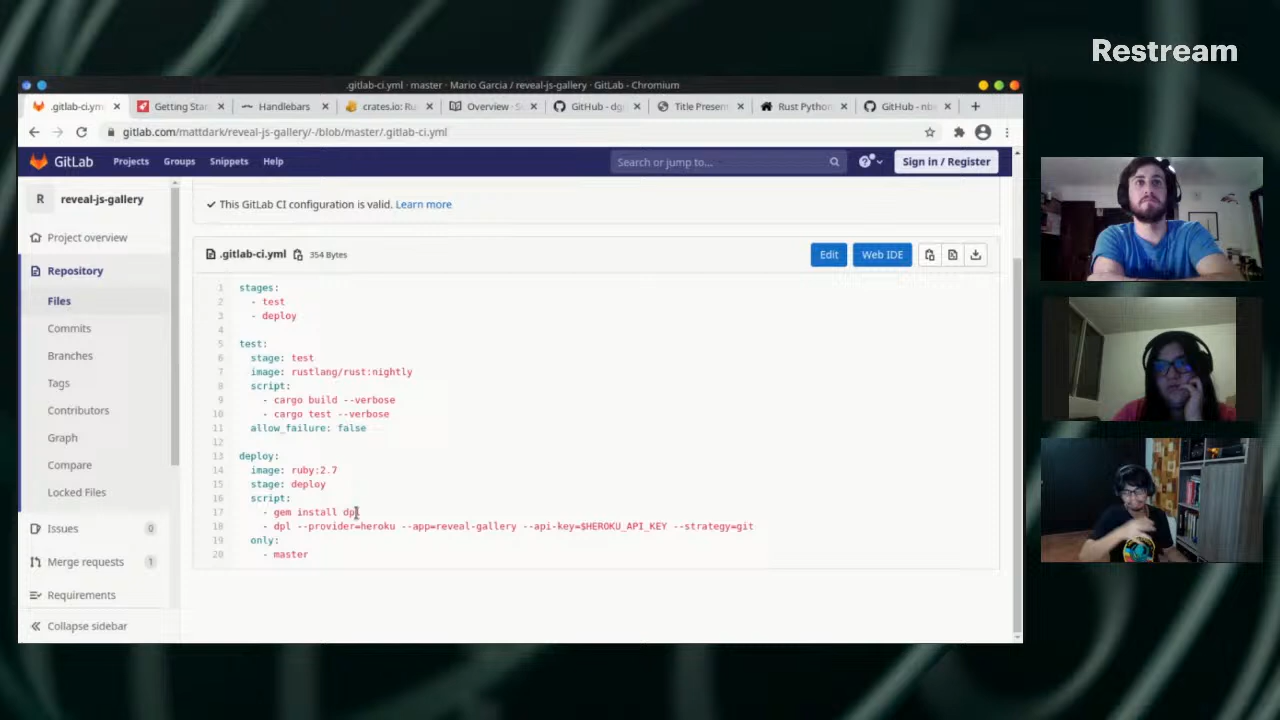 Restream
.gitlab-ci.yml · master · Mario Garcia / reveal-js-gallery · GitLab - Chromium
.gitlab-ci.ym
Getting Star
Handlebars
crates.io: Ru
Overview · S
GitHub - dg
Title Presen
Rust Python
GitHub - nb
gitlab.com/mattdark/reveal-js-gallery/-/blob/master/.gitlab-ci.yml
GitLab Projects Groups Snippets Help Search or jump to... Sign in / Register
R reveal-js-gallery
Project overview
Repository
Files
Commits
Branches
Tags
Contributors
Graph
Compare
Locked Files
Issues 0
Merge requests 1
Requirements
Collapse sidebar
This GitLab CI configuration is valid. Learn more
.gitlab-ci.yml 354 Bytes Edit Web IDE
1 stages:
2 - test
3 - deploy
4
5 test:
6 stage: test
7 image: rustlang/rust:nightly
8 script:
9 - cargo build --verbose
10 - cargo test --verbose
11 allow_failure: false
12
13 deploy:
14 image: ruby:2.7
15 stage: deploy
16 script:
17 - gem install dpl
18 - dpl --provider=heroku --app=reveal-gallery --api-key=$HEROKU_API_KEY --strategy=git
19 only:
20 - master